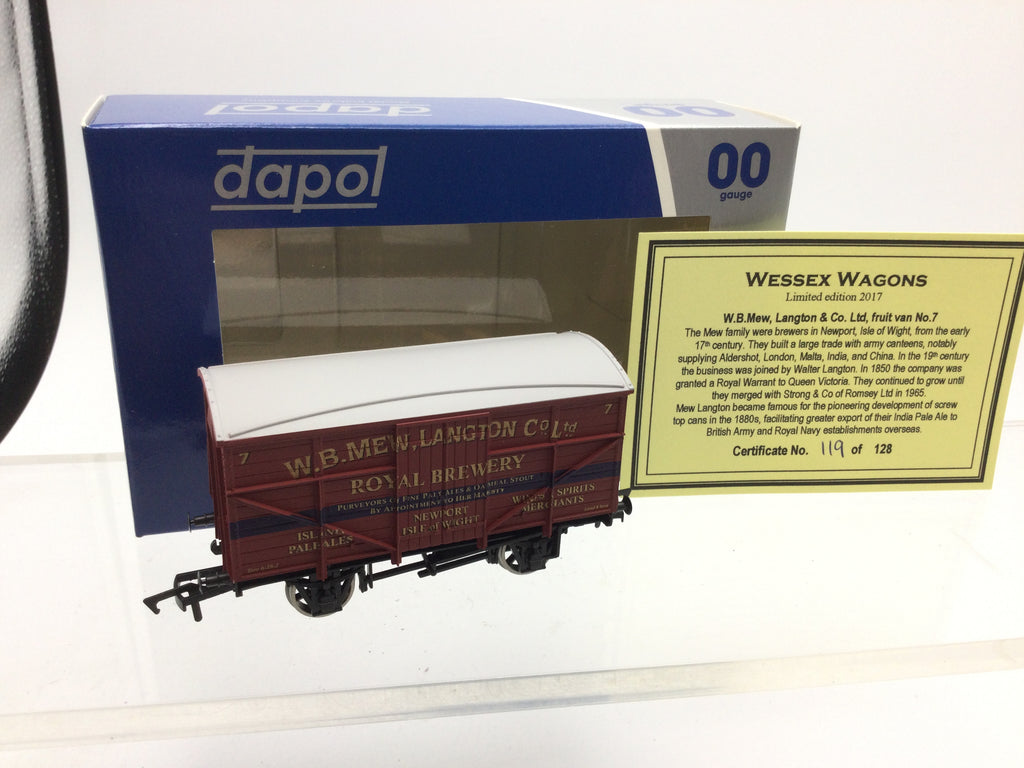 dapol
00
dapol
00
gauge
WESSEX WAGONS
Limited edition 2017
W.B.Mew, Langton & Co. Ltd, fruit van No.7
The Mew family were brewers in Newport, Isle of Wight, from the early
17th century. They built a large trade with army canteens, notably
supplying Aldershot, London, Malta, India, and China. In the 19th century
the business was joined by Walter Langton. In 1850 the company was
granted a Royal Warrant to Queen Victoria. They continued to grow until
they merged with Strong & Co of Romsey Ltd in 1965.
Mew Langton became famous for the pioneering development of screw
top cans in the 1880s, facilitating greater export of their India Pale Ale to
British Army and Royal Navy establishments overseas.
Certificate No. 119 of 128
7
7
W.B. MEW, LANGTON Co. Ltd
ROYAL BREWERY
PURVEYORS OF FINE PALE ALES & OATMEAL STOUT
BY APPOINTMENT TO HER MAJESTY
ISLAND
PALE ALES
NEWPORT
ISLE of WIGHT
WINES & SPIRITS
MERCHANTS